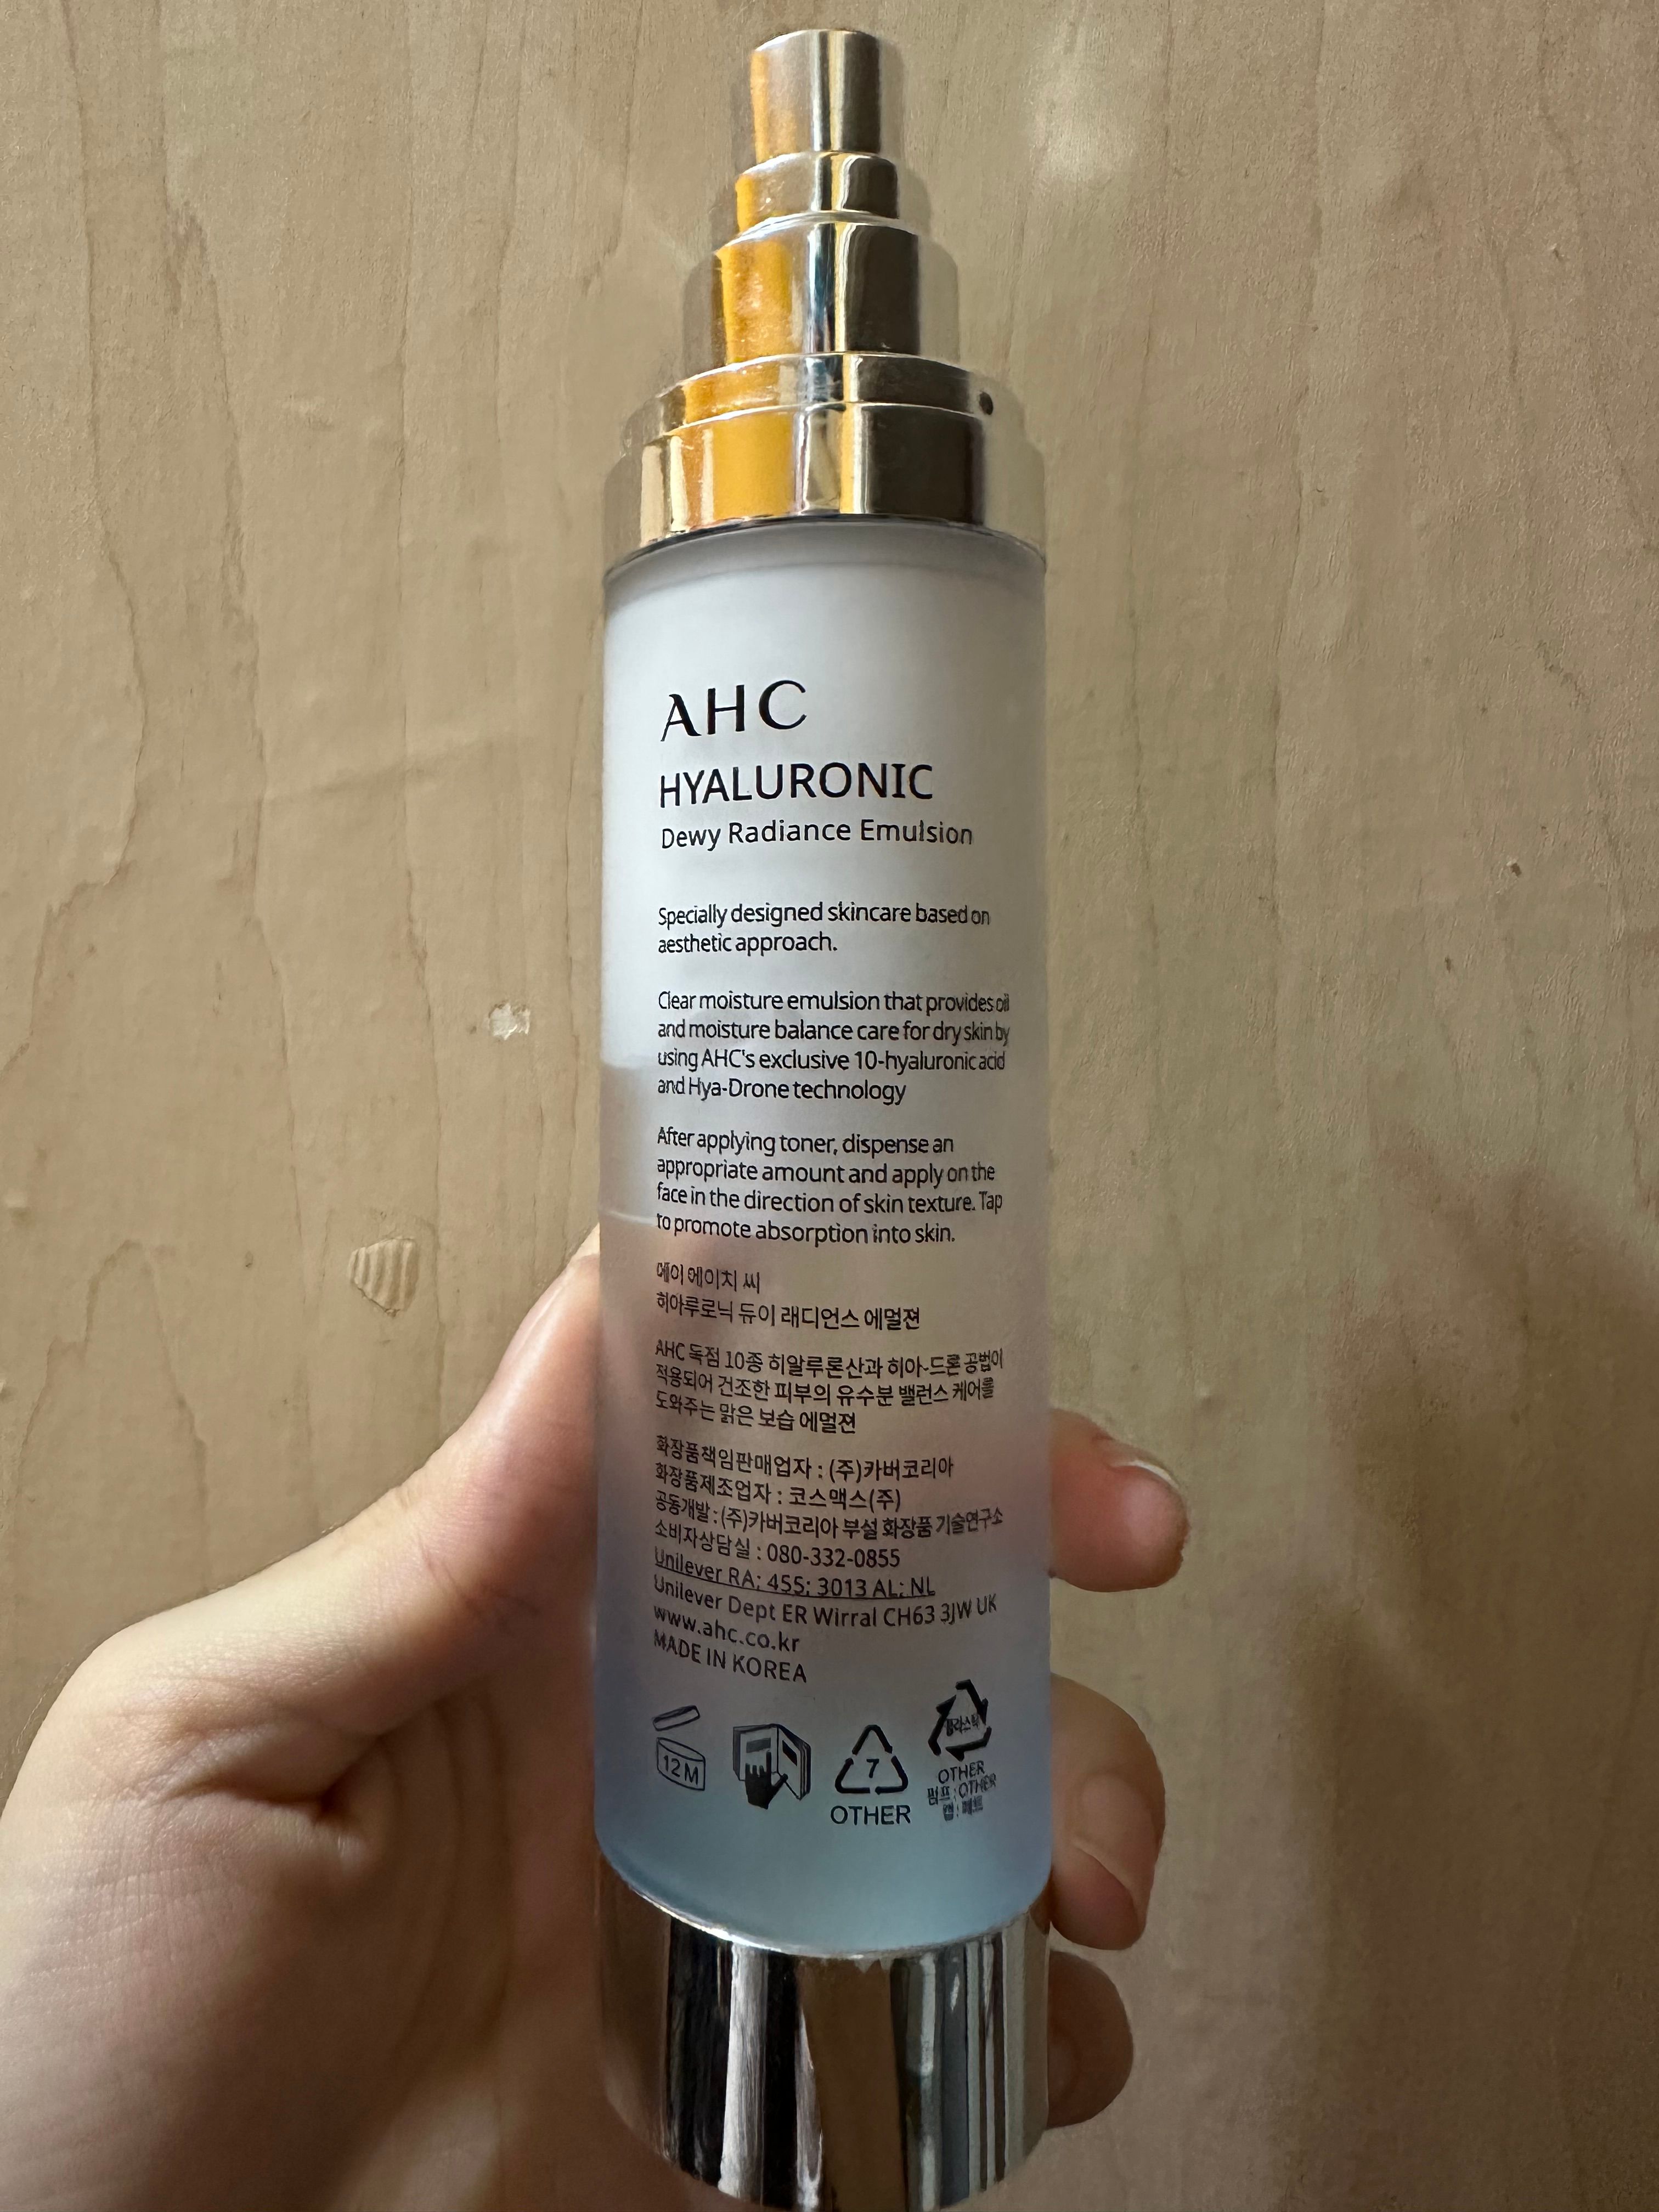 AHC
HYALURONIC
Dewy Radiance Emulsion
Specially designed skincare based on
aesthetic approach.
Clear moisture emulsion that provides oil
and moisture balance care for dry skin by
using AHC's exclusive 10-hyaluronic acid
and Hya-Drone technology
After applying toner, dispense an
appropriate amount and apply on the
face in the direction of skin texture. Tap
to promote absorption into skin.
에이 에이치 씨
히아루로닉 듀이 래디언스 에멀젼
AHC 독점 10종 히알루론산과 히아-드론 공법이
적용되어 건조한 피부의 유수분 밸런스 케어를
도와주는 맑은 보습 에멀젼
화장품책임판매업자 : (주)카버코리아
화장품제조업자 : 코스맥스(주)
공동개발 : (주)카버코리아 부설 화장품 기술연구소
소비자상담실 : 080-332-0855
Unilever RA; 455; 3013 AL; NL
Unilever Dept ER Wirral CH63 3JW UK
www.ahc.co.kr
MADE IN KOREA
12M
7
OTHER
플라스틱
OTHER
펌프 : OTHER
캡 : 페트